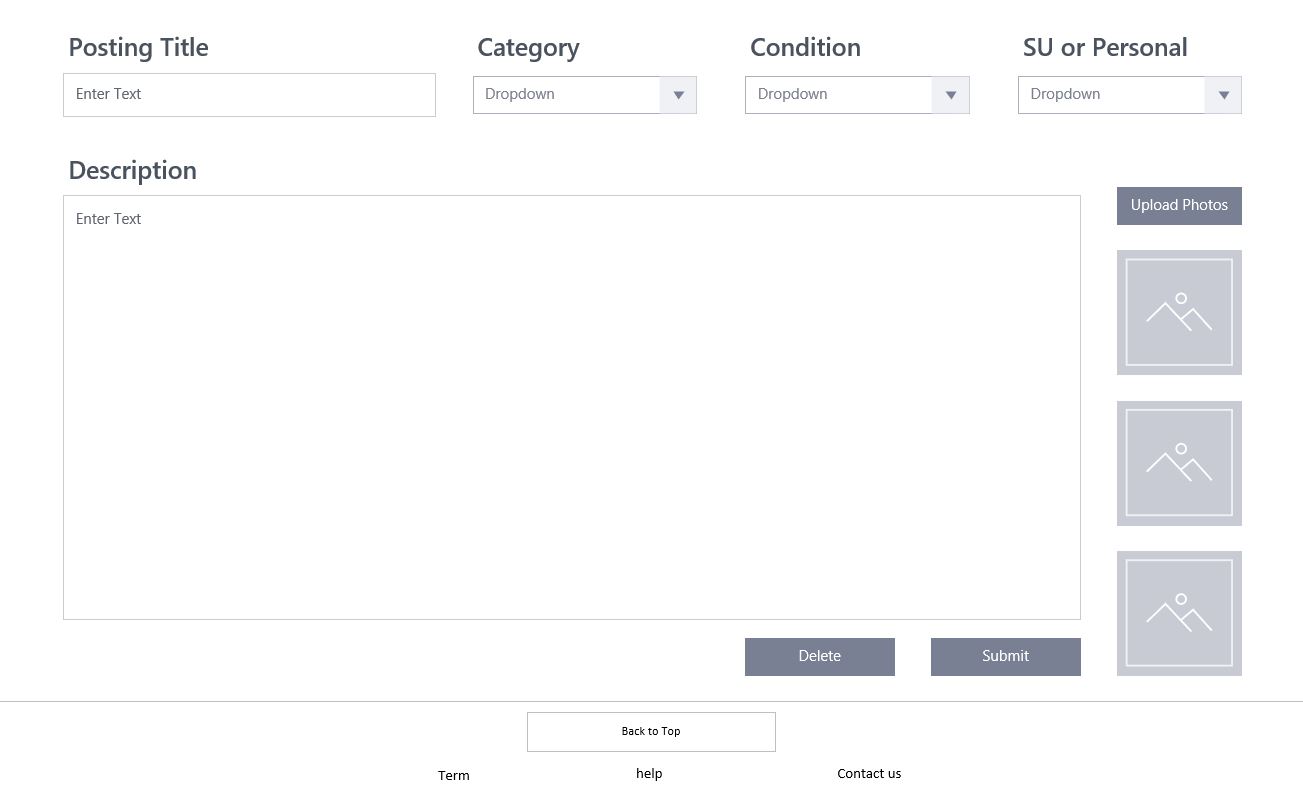 Posting Title
Category
Condition
SU or Personal
Enter Text
Dropdown
Dropdown
Dropdown
Description
Enter Text
Upload Photos
Delete
Submit
Back to Top
Term
help
Contact us